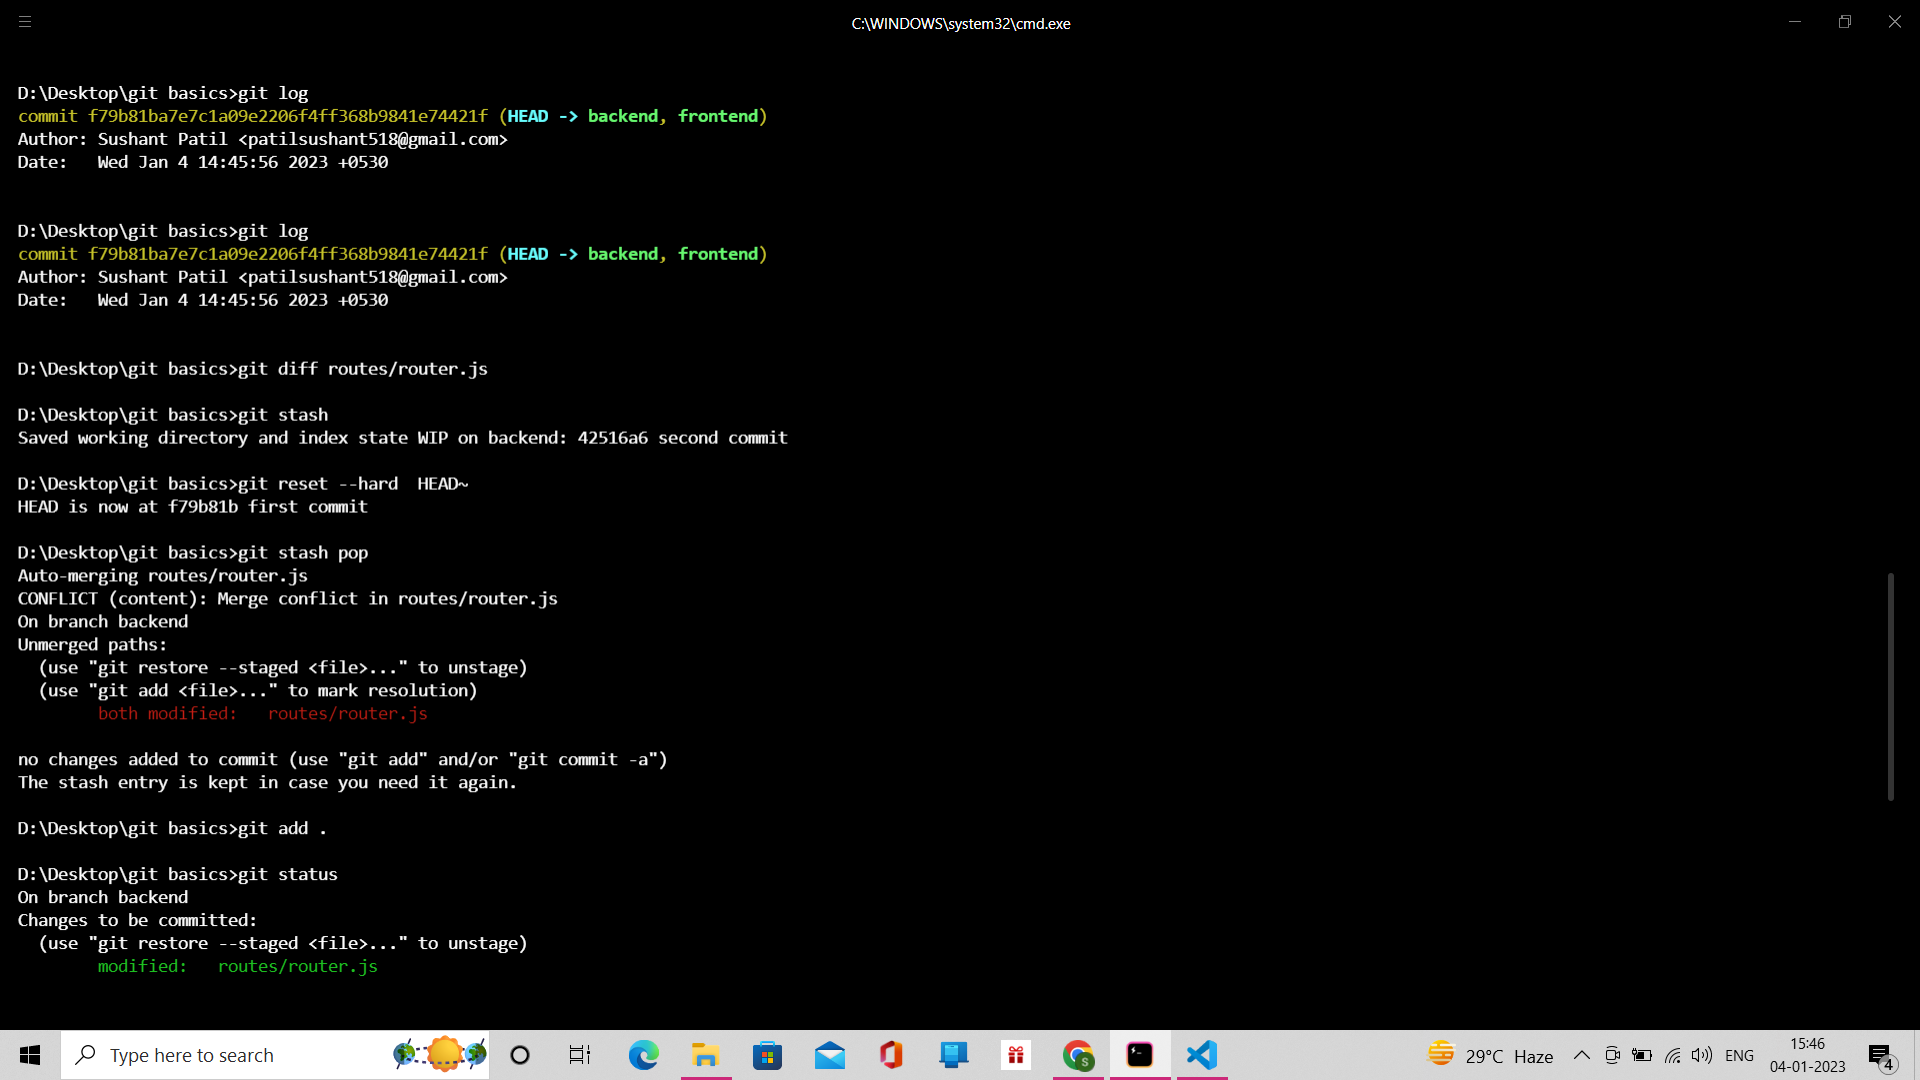 C:\WINDOWS\system32\cmd.exe
D:\Desktop\git basics>git log
commit f79b81ba7e7c1a09e2206f4ff368b9841e74421f (HEAD -> backend, frontend)
Author: Sushant Patil <patilsushant518@gmail.com>
Date:   Wed Jan 4 14:45:56 2023 +0530
D:\Desktop\git basics>git log
commit f79b81ba7e7c1a09e2206f4ff368b9841e74421f (HEAD -> backend, frontend)
Author: Sushant Patil <patilsushant518@gmail.com>
Date:   Wed Jan 4 14:45:56 2023 +0530
D:\Desktop\git basics>git diff routes/router.js
D:\Desktop\git basics>git stash
Saved working directory and index state WIP on backend: 42516a6 second commit
D:\Desktop\git basics>git reset --hard  HEAD~
HEAD is now at f79b81b first commit
D:\Desktop\git basics>git stash pop
Auto-merging routes/router.js
CONFLICT (content): Merge conflict in routes/router.js
On branch backend
Unmerged paths:
  (use "git restore --staged <file>..." to unstage)
  (use "git add <file>..." to mark resolution)
        both modified:   routes/router.js
no changes added to commit (use "git add" and/or "git commit -a")
The stash entry is kept in case you need it again.
D:\Desktop\git basics>git add .
D:\Desktop\git basics>git status
On branch backend
Changes to be committed:
  (use "git restore --staged <file>..." to unstage)
        modified:   routes/router.js
Type here to search
S
29°C Haze
ENG
15:46
04-01-2023
4